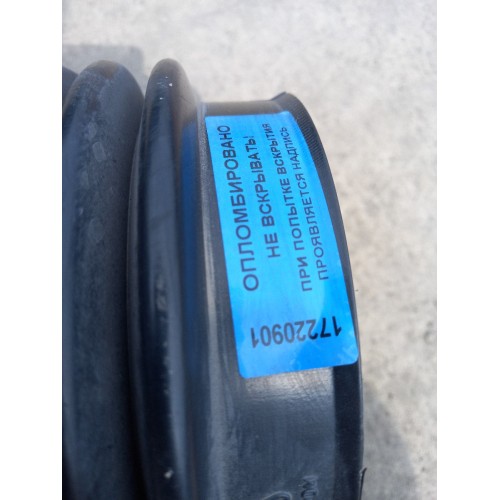 ОПЛОМБИРОВАНО
НЕ ВСКРЫВАТЬ!
ПРИ ПОПЫТКЕ ВСКРЫТИЯ
ПРОЯВЛЯЕТСЯ НАДПИСЬ
17220901